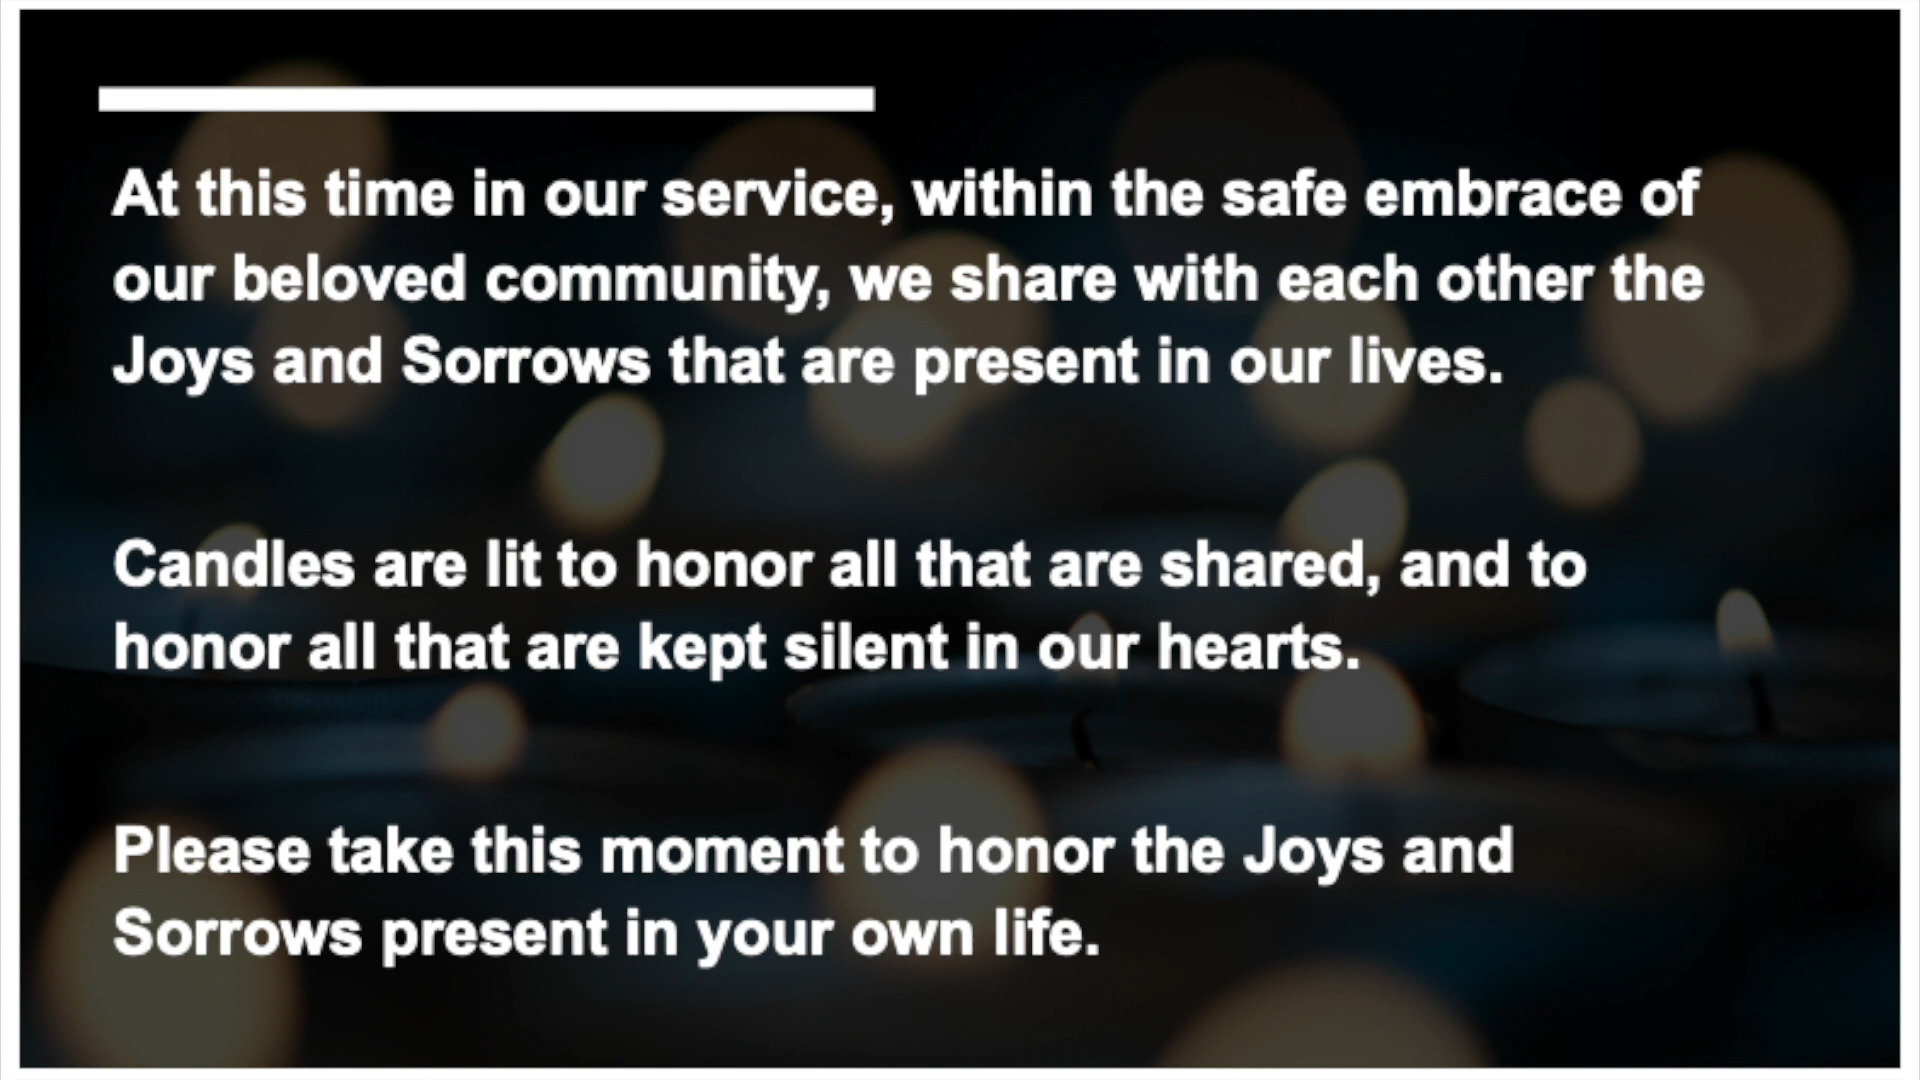 At this time in our service, within the safe embrace of
our beloved community, we share with each other the
Joys and Sorrows that are present in our lives.
Candles are lit to honor all that are shared, and to
honor all that are kept silent in our hearts.
Please take this moment to honor the Joys and
Sorrows present in your own life.